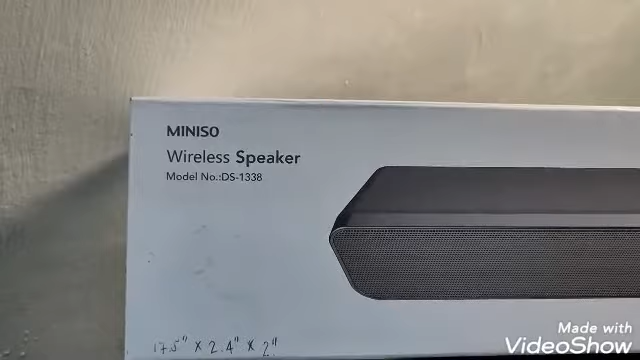 MINISO
Wireless Speaker
Model No.:DS-1338
17.5" x 2.4" x 2"
Made with
VideoShow